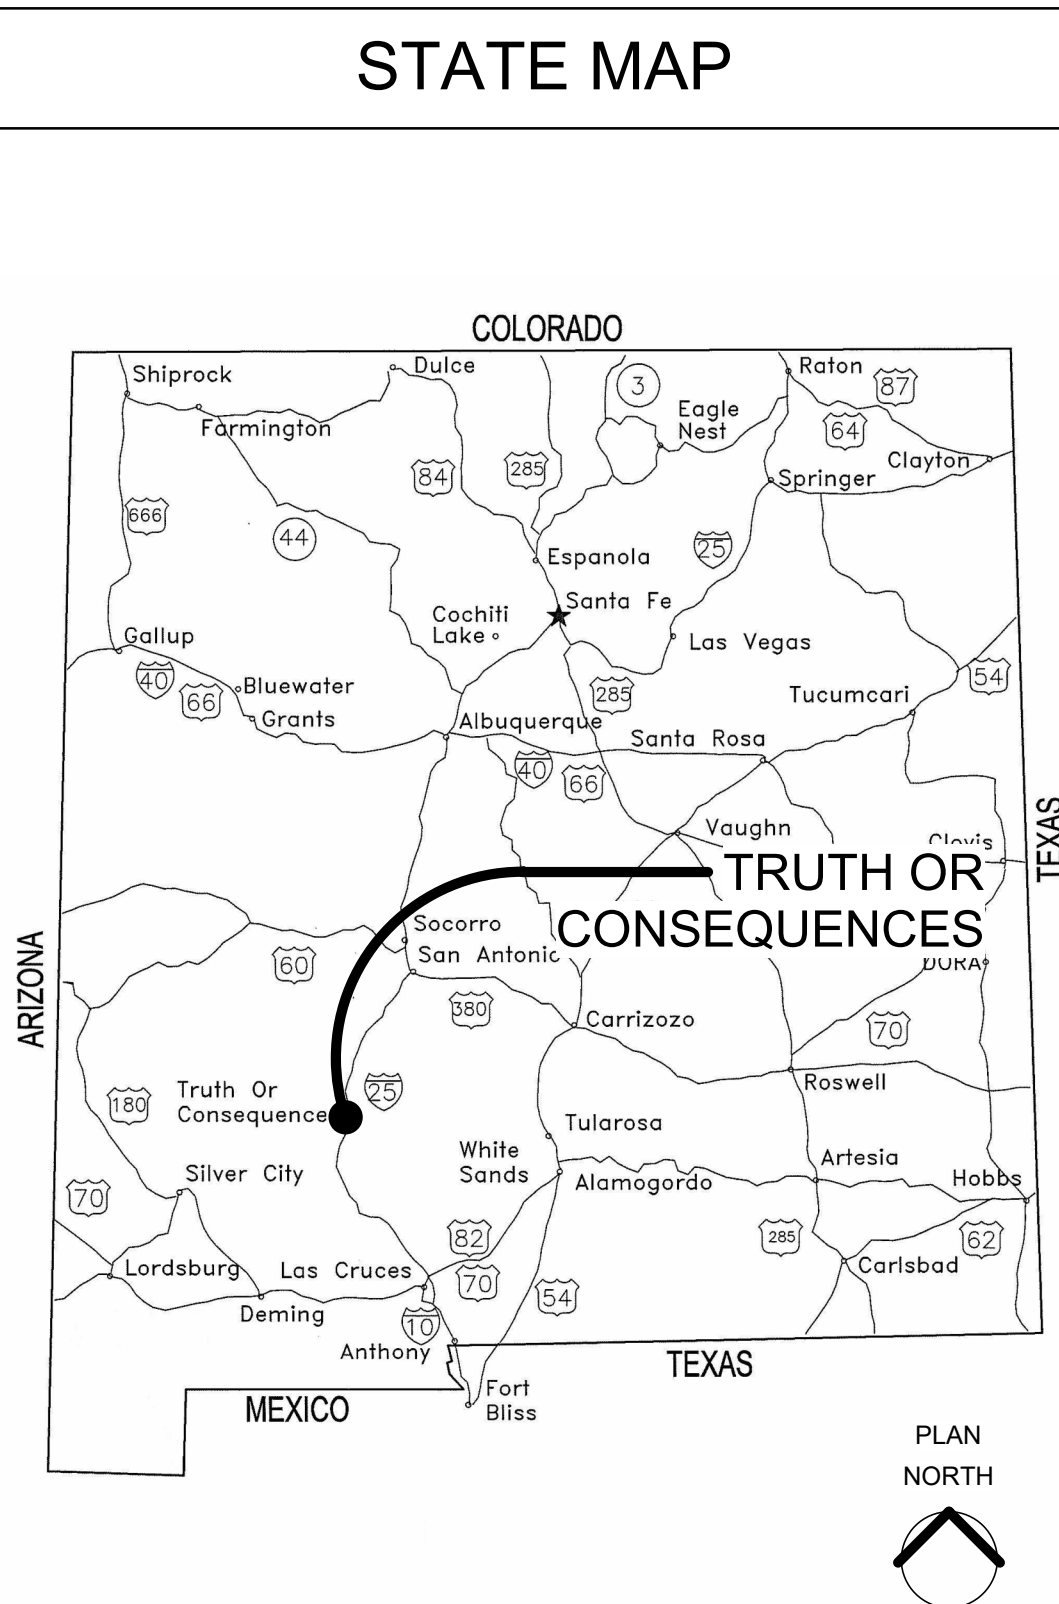 STATE MAP
COLORADO
Shiprock
Dulce
Raton
3
87
Eagle
Nest
Farmington
64
Clayton
84
285
Springer
666
44
25
Espanola
Santa Fe
Cochiti
Lake
Gallup
Las Vegas
40
66
Bluewater
285
54
Tucumcari
Grants
Albuquerque
Santa Rosa
40
66
Vaughn
Clovis
TEXAS
TRUTH OR
CONSEQUENCES
Socorro
San Antonio
ARIZONA
60
DORA
380
Carrizozo
70
Roswell
Truth Or
Consequence
25
180
Tularosa
White
Sands
Artesia
Silver City
Alamogordo
Hobbs
70
82
285
62
Lordsburg
Las Cruces
70
Carlsbad
54
Deming
10
Anthony
TEXAS
MEXICO
Fort
Bliss
PLAN
NORTH